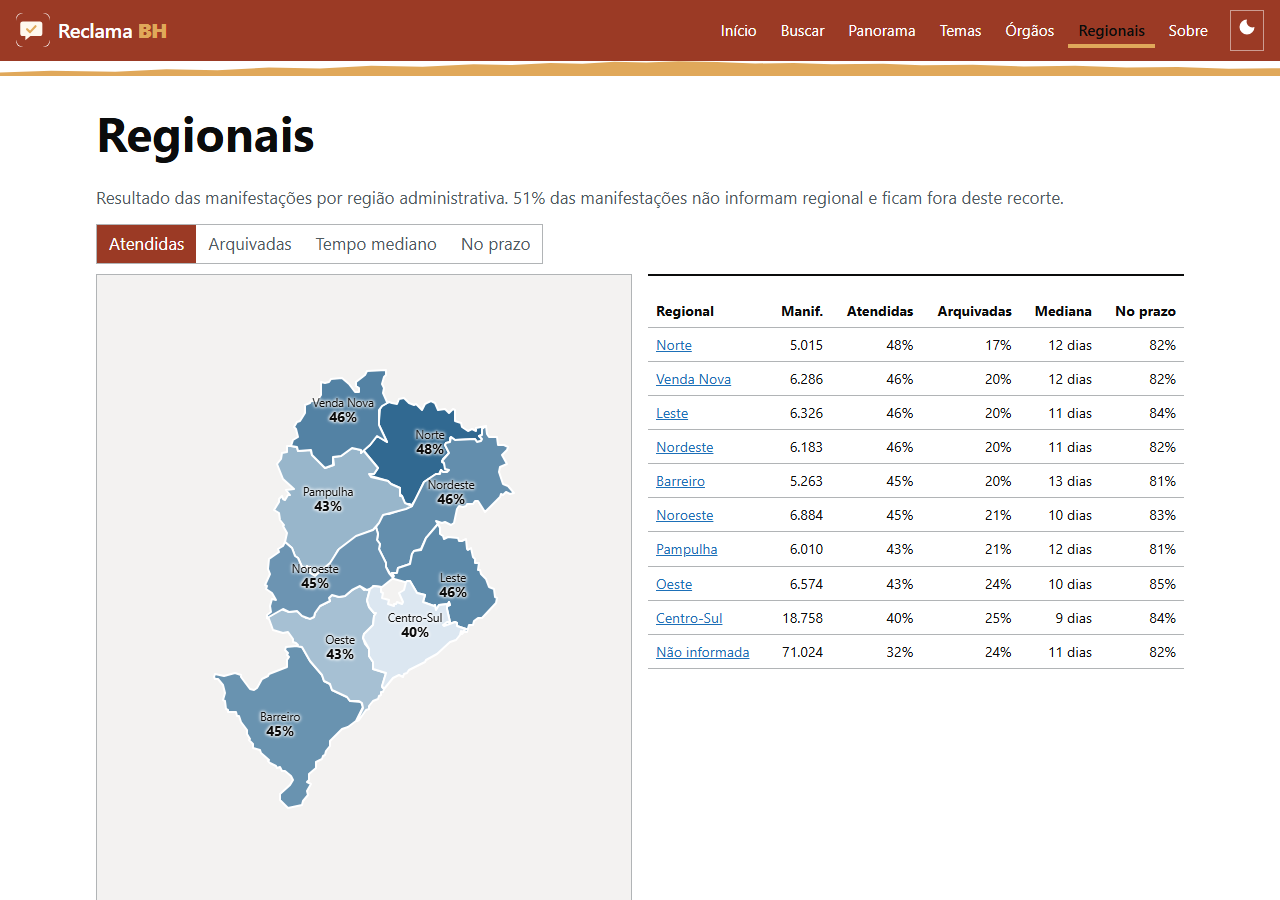 Reclama BH
Início Buscar Panorama Temas Órgãos Regionais Sobre
Regionais
Resultado das manifestações por região administrativa. 51% das manifestações não informam regional e ficam fora deste recorte.
Atendidas Arquivadas Tempo mediano No prazo
Venda Nova
46%
Norte
48%
Nordeste
46%
Pampulha
43%
Noroeste
45%
Leste
46%
Centro-Sul
40%
Oeste
43%
Barreiro
45%
Regional Manif. Atendidas Arquivadas Mediana No prazo
Norte 5.015 48% 17% 12 dias 82%
Venda Nova 6.286 46% 20% 12 dias 82%
Leste 6.326 46% 20% 11 dias 84%
Nordeste 6.183 46% 20% 11 dias 82%
Barreiro 5.263 45% 20% 13 dias 81%
Noroeste 6.884 45% 21% 10 dias 83%
Pampulha 6.010 43% 21% 12 dias 81%
Oeste 6.574 43% 24% 10 dias 85%
Centro-Sul 18.758 40% 25% 9 dias 84%
Não informada 71.024 32% 24% 11 dias 82%